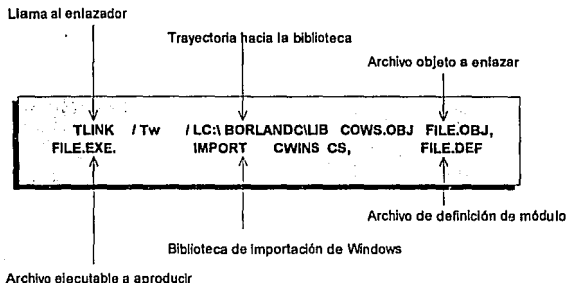 Llama al enlazador
Trayectoria hacia la biblioteca
Archivo objeto a enlazar
TLINK / Tw / LC:\ BORLANDC\LIB COWS.OBJ FILE.OBJ,
FILE.EXE. IMPORT CWINS CS, FILE.DEF
Archivo de definición de módulo
Biblioteca de Importación de Windows
Archivo ejecutable a aproducir